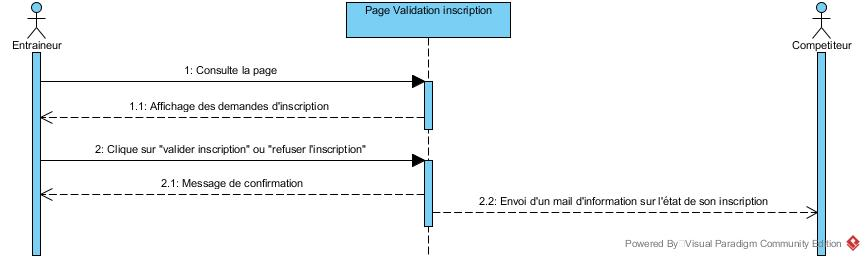 Page Validation inscription
Entraineur
Competiteur
1: Consulte la page
1.1: Affichage des demandes d'inscription
2: Clique sur "valider inscription" ou "refuser l'inscription"
2.1: Message de confirmation
2.2: Envoi d'un mail d'information sur l'état de son inscription
Powered By Visual Paradigm Community Edition